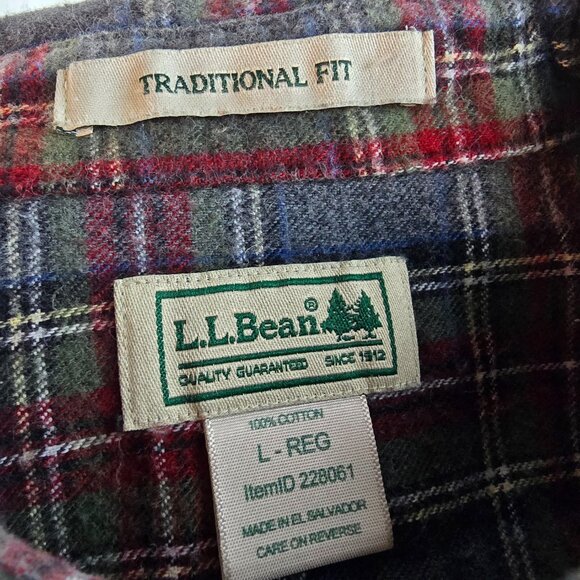 TRADITIONAL FIT
L.L.Bean®
QUALITY GUARANTEED SINCE 1912
100% COTTON
L - REG
ItemID 228061
MADE IN EL SALVADOR
CARE ON REVERSE